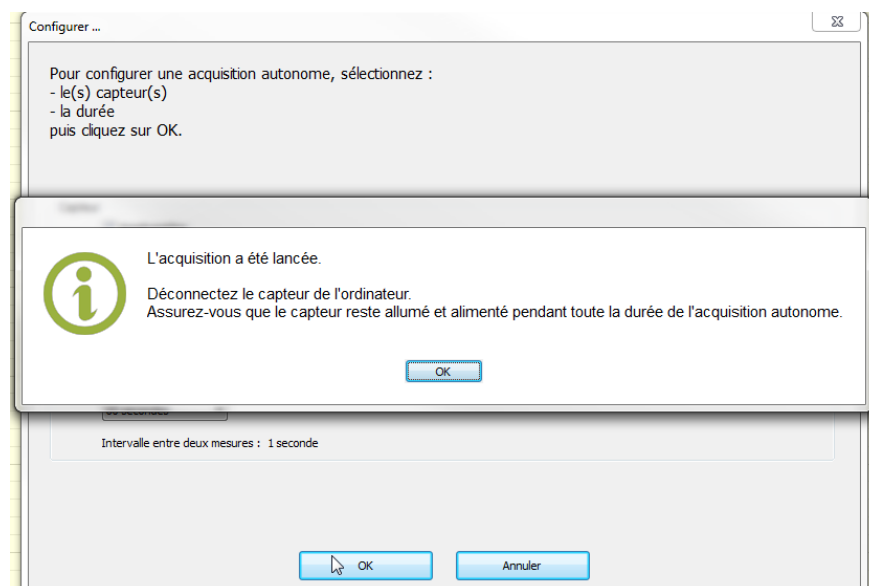 Configurer ...
Pour configurer une acquisition autonome, sélectionnez :
- le(s) capteur(s)
- la durée
puis cliquez sur OK.
L'acquisition a été lancée.
Déconnectez le capteur de l'ordinateur.
Assurez-vous que le capteur reste allumé et alimenté pendant toute la durée de l'acquisition autonome.
OK
Intervalle entre deux mesures : 1 seconde
OK
Annuler